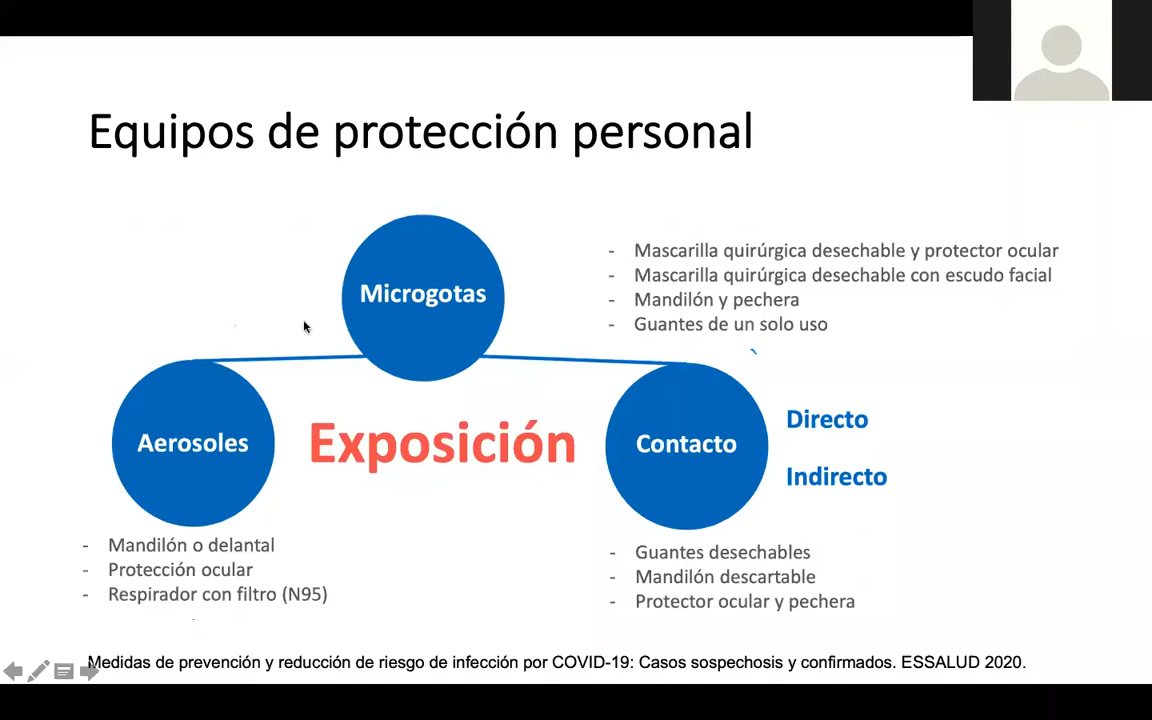 Equipos de protección personal
Microgotas
- Mascarilla quirúrgica desechable y protector ocular
- Mascarilla quirúrgica desechable con escudo facial
- Mandilón y pechera
- Guantes de un solo uso
Aerosoles
Exposición
Contacto
Directo
Indirecto
- Mandilón o delantal
- Protección ocular
- Respirador con filtro (N95)
- Guantes desechables
- Mandilón descartable
- Protector ocular y pechera
Medidas de prevención y reducción de riesgo de infección por COVID-19: Casos sospechosis y confirmados. ESSALUD 2020.